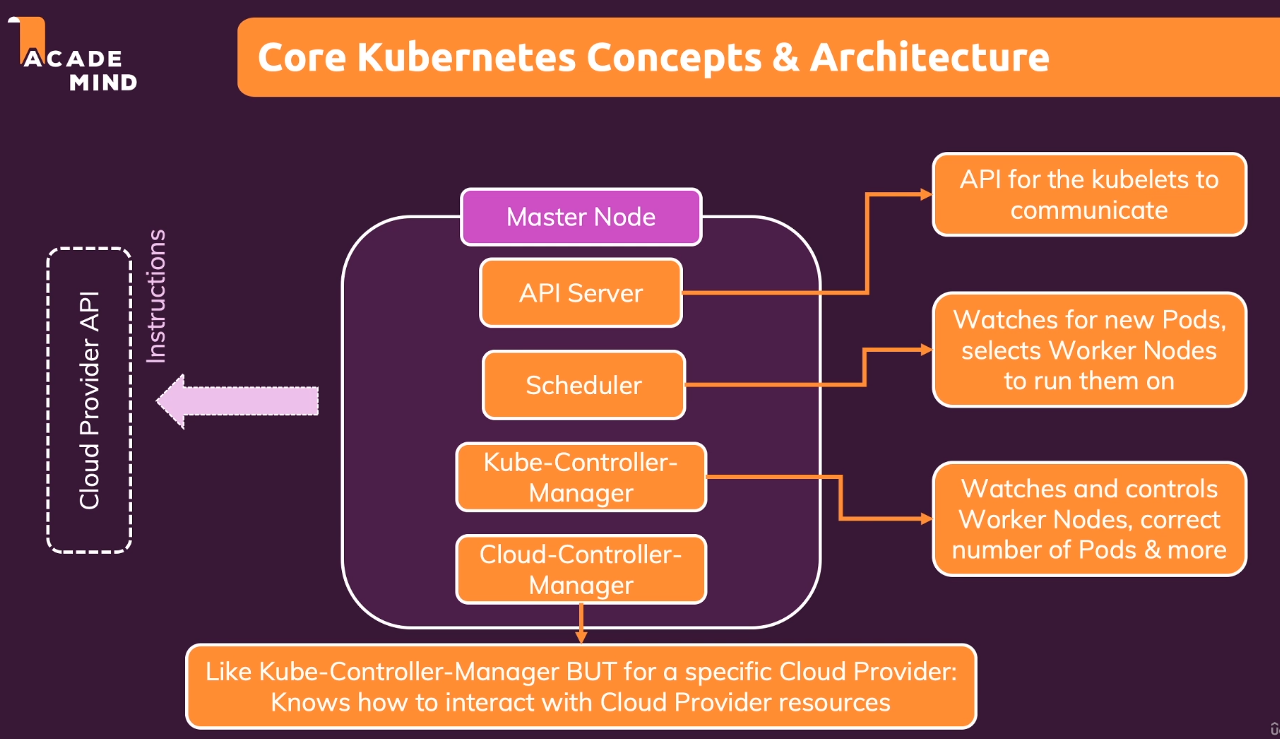 ACADE
MIND
Core Kubernetes Concepts & Architecture
Cloud Provider API
Instructions
Master Node
API Server
Scheduler
Kube-Controller-
Manager
Cloud-Controller-
Manager
API for the kubelets to
communicate
Watches for new Pods,
selects Worker Nodes
to run them on
Watches and controls
Worker Nodes, correct
number of Pods & more
Like Kube-Controller-Manager BUT for a specific Cloud Provider:
Knows how to interact with Cloud Provider resources